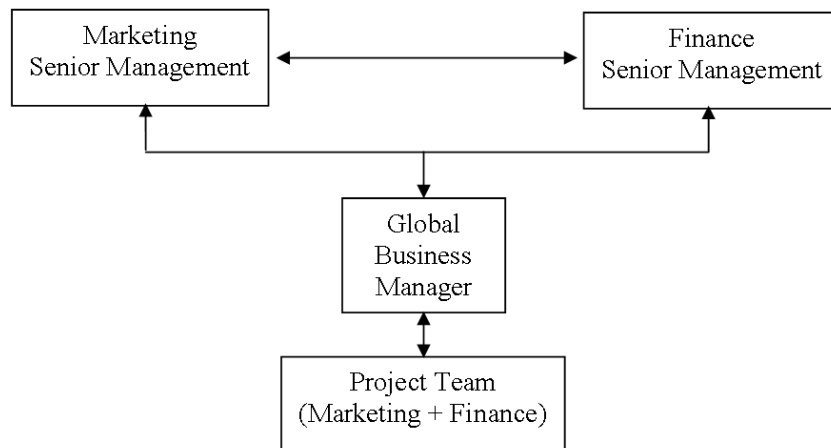 Marketing
Senior Management
Finance
Senior Management
Global
Business
Manager
Project Team
(Marketing + Finance)